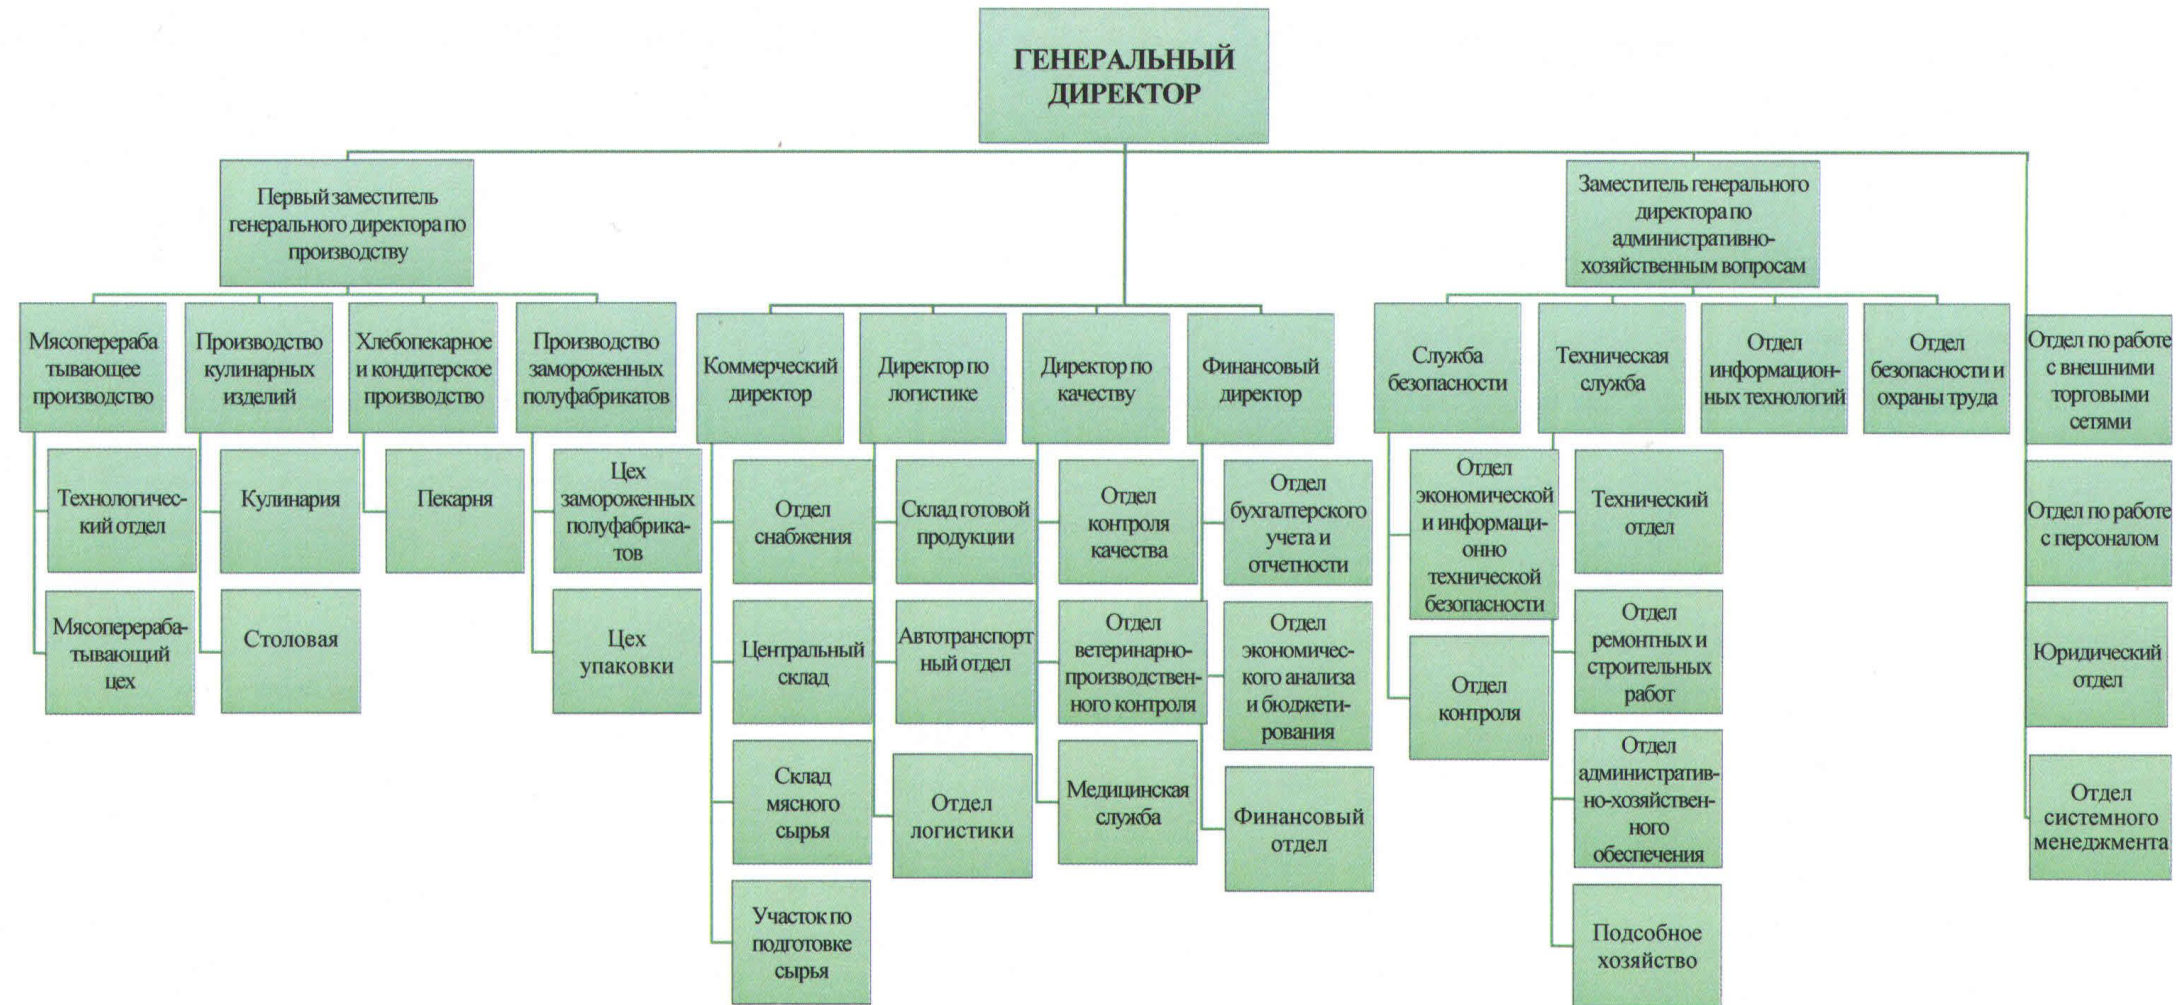 ГЕНЕРАЛЬНЫЙ
ДИРЕКТОР
Первый заместитель
генерального директора по
производству
Заместитель генерального
директора по
административно-
хозяйственным вопросам
Мясоперераба
тывающее
производство
Производство
кулинарных
изделий
Хлебопекарное
и кондитерское
производство
Производство
замороженных
полуфабрикатов
Коммерческий
директор
Директор по
логистике
Директор по
качеству
Финансовый
директор
Служба
безопасности
Техническая
служба
Отдел
информацион-
ных технологий
Отдел
безопасности и
охраны труда
Отдел по работе
с внешними
торговыми
сетями
Технологичес-
кий отдел
Кулинария
Пекарня
Цех
замороженных
полуфабрика-
тов
Отдел
снабжения
Склад готовой
продукции
Отдел
контроля
качества
Отдел
бухгалтерского
учета и
отчетности
Отдел
экономической
и информаци-
онно
технической
безопасности
Технический
отдел
Отдел по работе
с персоналом
Мясоперераба-
тывающий
цех
Столовая
Цех
упаковки
Центральный
склад
Автотранспорт
ный отдел
Отдел
ветеринарно-
производствен-
ного контроля
Отдел
экономичес-
кого анализа
и бюджети-
рования
Отдел
контроля
Отдел
ремонтных и
строительных
работ
Юридический
отдел
Склад
мясного
сырья
Отдел
логистики
Медицинская
служба
Финансовый
отдел
Отдел
административ-
но-хозяйствен-
ного
обеспечения
Отдел
системного
менеджмента
Участок по
подготовке
сырья
Подсобное
хозяйство